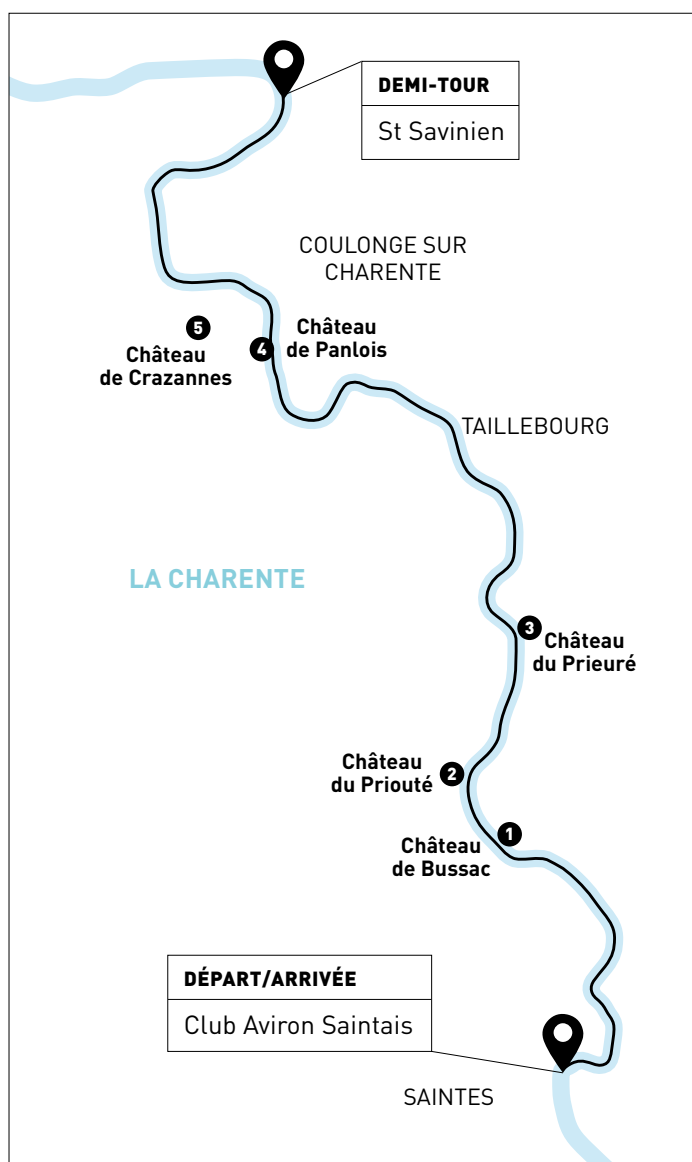 DEMI-TOUR
St Savinien
COULONGE SUR
CHARENTE
5
Château
de Crazannes
4
Château
de Panlois
TAILLEBOURG
LA CHARENTE
3
Château
du Prieuré
2
Château
du Priouté
1
Château
de Bussac
DÉPART/ARRIVÉE
Club Aviron Saintais
SAINTES